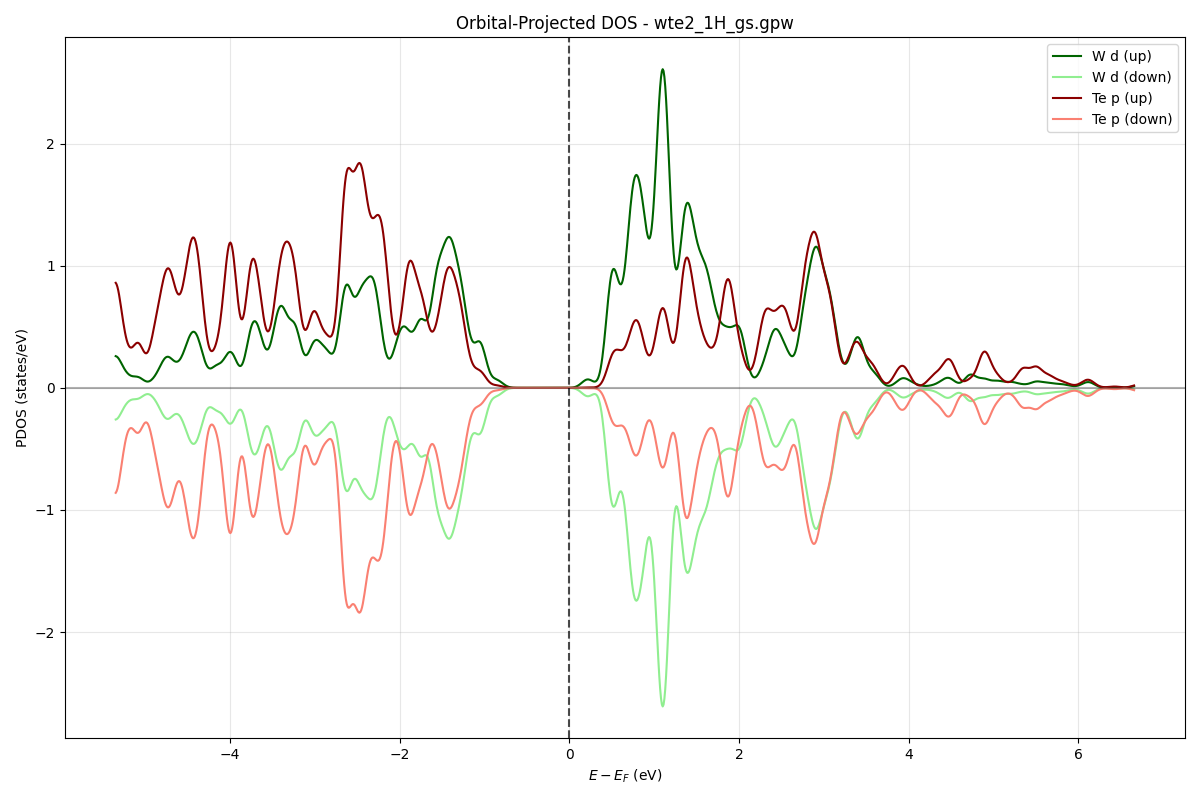 Orbital-Projected DOS - wte2_1H_gs.gpw
W d (up)
W d (down)
Te p (up)
Te p (down)
PDOS (states/eV)
2
1
0
−1
−2
−4
−2
0
2
4
6
E − E_F (eV)